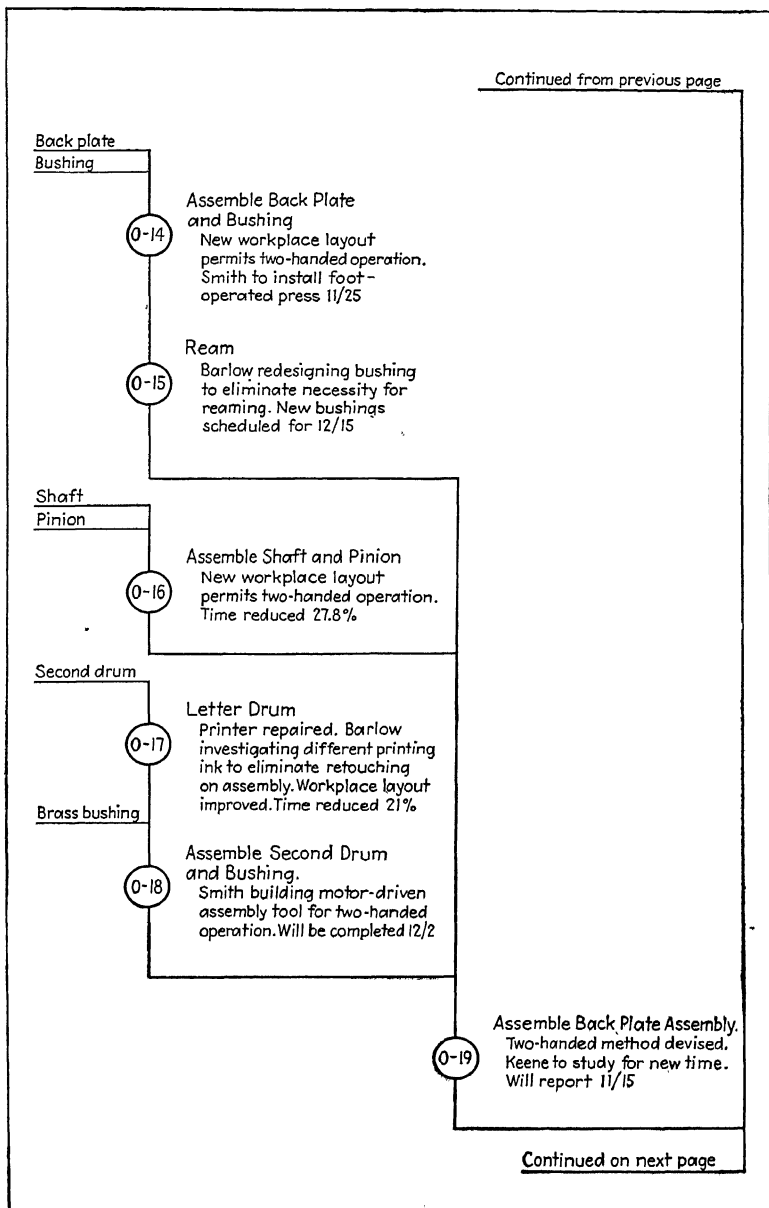 Continued from previous page
Back plate
Bushing
O-14
Assemble Back Plate
and Bushing
New workplace layout
permits two-handed operation.
Smith to install foot-
operated press 11/25
O-15
Ream
Barlow redesigning bushing
to eliminate necessity for
reaming. New bushings
scheduled for 12/15
Shaft
Pinion
O-16
Assemble Shaft and Pinion
New workplace layout
permits two-handed operation.
Time reduced 27.8%
Second drum
O-17
Letter Drum
Printer repaired. Barlow
investigating different printing
ink to eliminate retouching
on assembly. Workplace layout
improved. Time reduced 21%
Brass bushing
O-18
Assemble Second Drum
and Bushing.
Smith building motor-driven
assembly tool for two-handed
operation. Will be completed 12/2
O-19
Assemble Back Plate Assembly.
Two-handed method devised.
Keene to study for new time.
Will report 11/15
Continued on next page